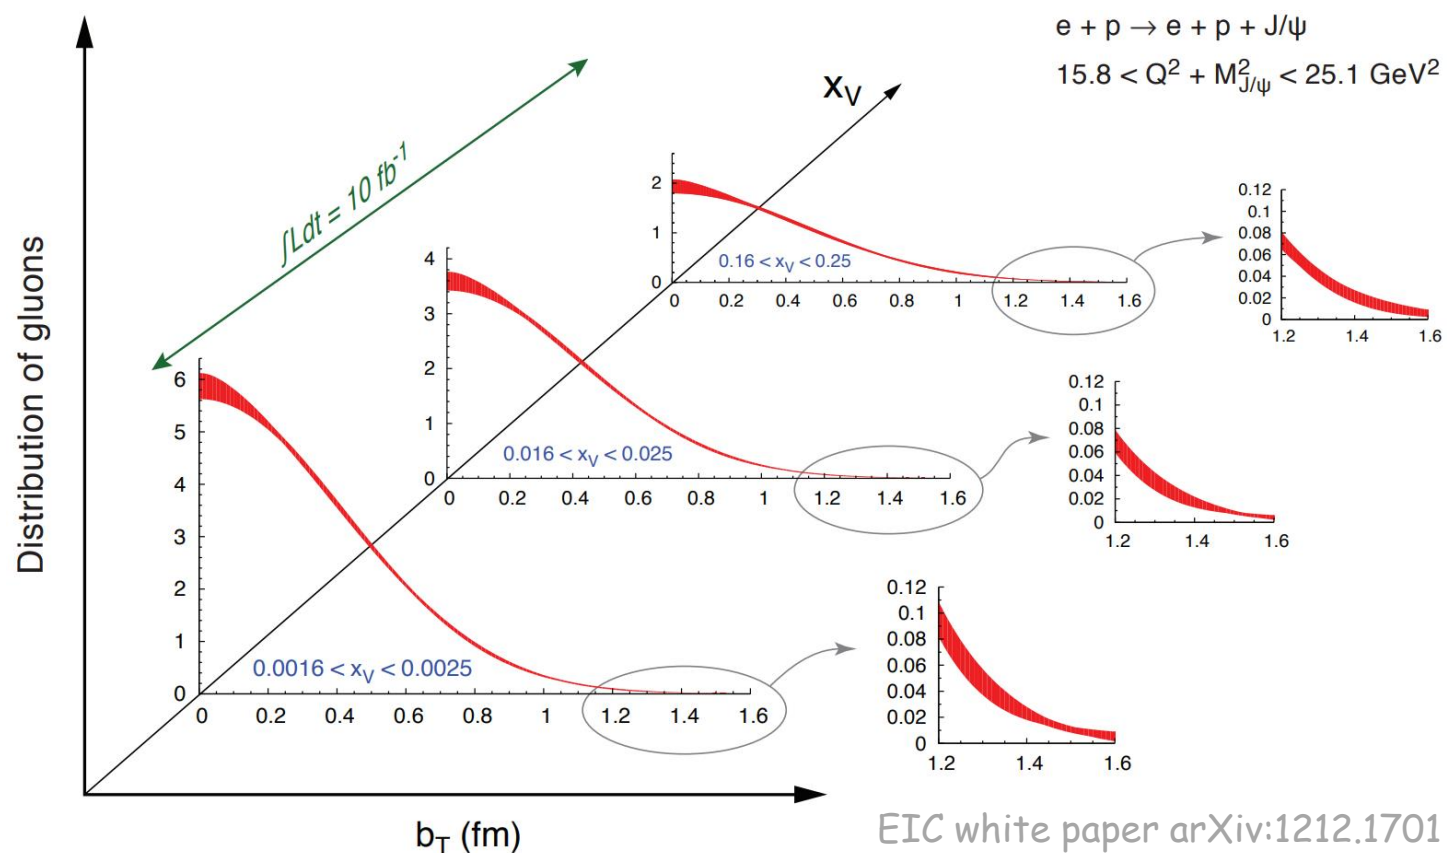 e + p → e + p + J/ψ
15.8 < Q² + M²J/ψ < 25.1 GeV²
xV
∫Ldt = 10 fb⁻¹
Distribution of gluons
2
1
0
0.16 < xV < 0.25
0 0.2 0.4 0.6 0.8 1 1.2 1.4 1.6
0.12
0.1
0.08
0.06
0.04
0.02
0
1.2 1.4 1.6
4
3
2
1
0
0.016 < xV < 0.025
0 0.2 0.4 0.6 0.8 1 1.2 1.4 1.6
0.12
0.1
0.08
0.06
0.04
0.02
0
1.2 1.4 1.6
6
5
4
3
2
1
0
0.0016 < xV < 0.0025
0 0.2 0.4 0.6 0.8 1 1.2 1.4 1.6
0.12
0.1
0.08
0.06
0.04
0.02
0
1.2 1.4 1.6
bT (fm)
EIC white paper arXiv:1212.1701